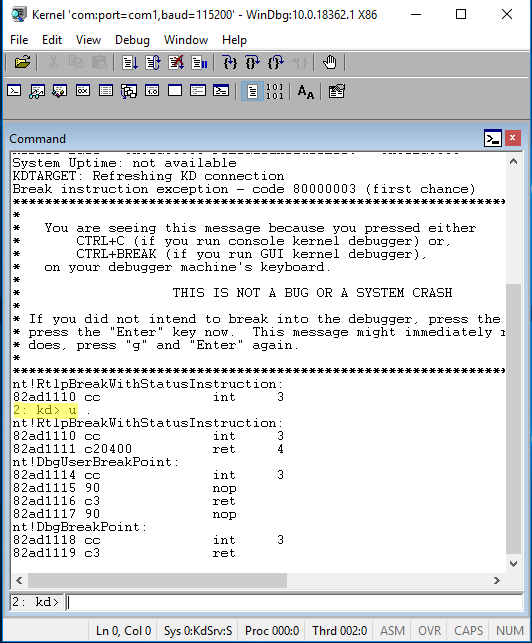 Kernel 'com:port=com1,baud=115200' - WinDbg:10.0.18362.1 X86
File Edit View Debug Window Help
101
101
AA
Command
System Uptime: not available
KDTARGET: Refreshing KD connection
Break instruction exception - code 80000003 (first chance)
*******************************************************************
*
*   You are seeing this message because you pressed either
*       CTRL+C (if you run console kernel debugger) or,
*       CTRL+BREAK (if you run GUI kernel debugger),
*   on your debugger machine's keyboard.
*
*                   THIS IS NOT A BUG OR A SYSTEM CRASH
*
* If you did not intend to break into the debugger, press the
* press the "Enter" key now.  This message might immediately r
* does, press "g" and "Enter" again.
*
*******************************************************************
nt!RtlpBreakWithStatusInstruction:
82ad1110 cc              int     3
2: kd> u .
nt!RtlpBreakWithStatusInstruction:
82ad1110 cc              int     3
82ad1111 c20400          ret     4
nt!DbgUserBreakPoint:
82ad1114 cc              int     3
82ad1115 90              nop
82ad1116 c3              ret
82ad1117 90              nop
nt!DbgBreakPoint:
82ad1118 cc              int     3
82ad1119 c3              ret
2: kd>
Ln 0, Col 0 Sys 0:KdSrv:S Proc 000:0 Thrd 002:0 ASM OVR CAPS NUM